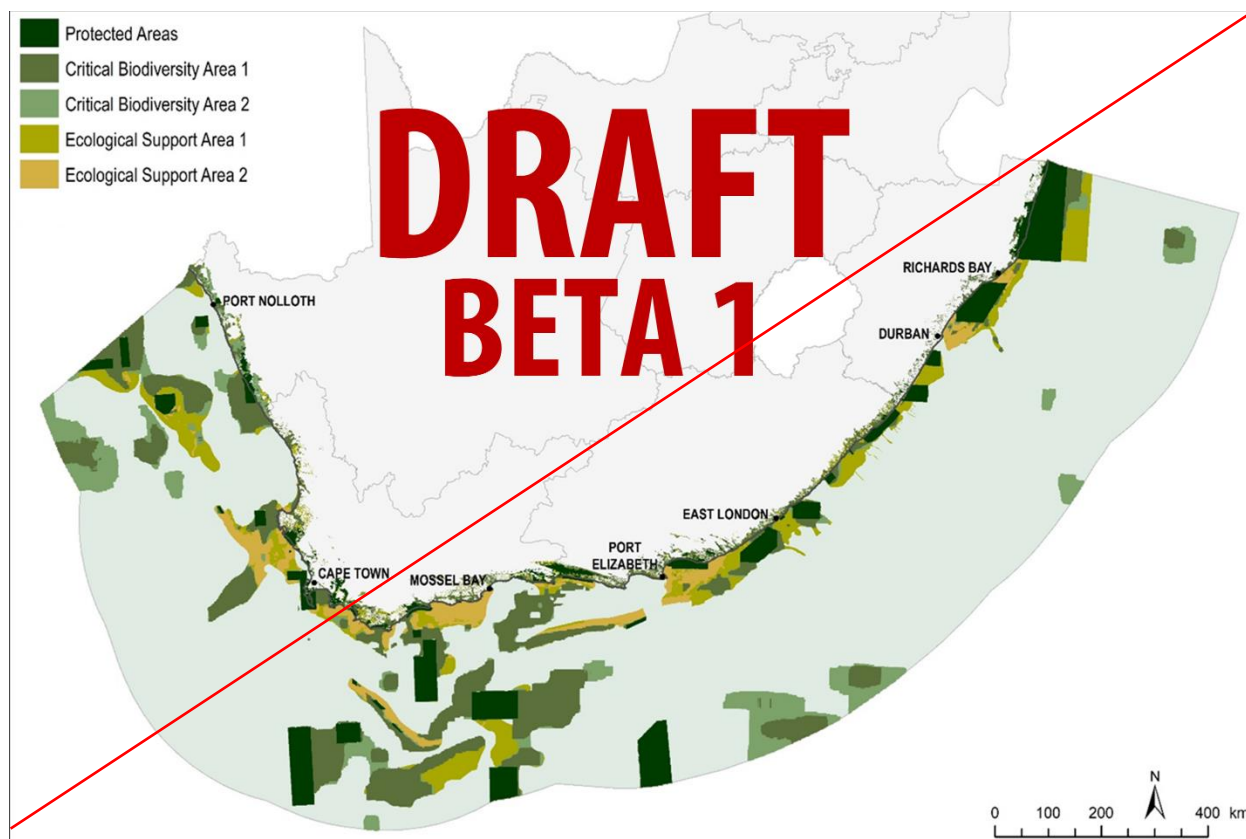 Protected Areas
Critical Biodiversity Area 1
Critical Biodiversity Area 2
Ecological Support Area 1
Ecological Support Area 2
DRAFT
BETA 1
RICHARDS BAY
PORT NOLLOTH
DURBAN
EAST LONDON
PORT
ELIZABETH
CAPE TOWN
MOSSEL BAY
N
0 100 200 400 km